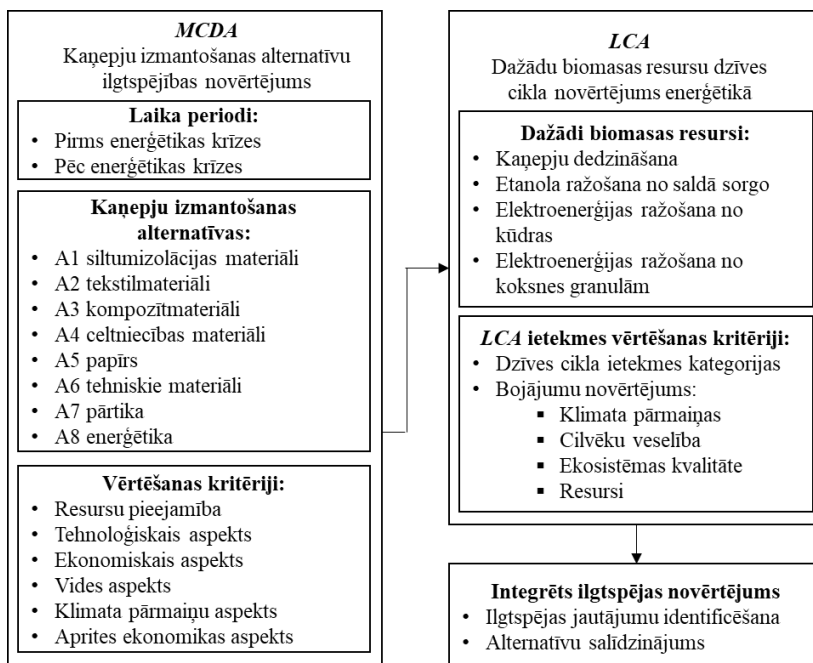 MCDA
Kaņepju izmantošanas alternatīvu
ilgtspējības novērtējums
Laika periodi:
• Pirms enerģētikas krīzes
• Pēc enerģētikas krīzes
Kaņepju izmantošanas
alternatīvas:
• A1 siltumizolācijas materiāli
• A2 tekstilmateriāli
• A3 kompozītmateriāli
• A4 celtniecības materiāli
• A5 papīrs
• A6 tehniskie materiāli
• A7 pārtika
• A8 enerģētika
Vērtēšanas kritēriji:
• Resursu pieejamība
• Tehnoloģiskais aspekts
• Ekonomiskais aspekts
• Vides aspekts
• Klimata pārmaiņu aspekts
• Aprites ekonomikas aspekts
LCA
Dažādu biomasas resursu dzīves
cikla novērtējums enerģētikā
Dažādi biomasas resursi:
• Kaņepju dedzināšana
• Etanola ražošana no saldā sorgo
• Elektroenerģijas ražošana no
kūdras
• Elektroenerģijas ražošana no
koksnes granulām
LCA ietekmes vērtēšanas kritēriji:
• Dzīves cikla ietekmes kategorijas
• Bojājumu novērtējums:
▪ Klimata pārmaiņas
▪ Cilvēku veselība
▪ Ekosistēmas kvalitāte
▪ Resursi
Integrēts ilgtspējas novērtējums
• Ilgtspējas jautājumu identificēšana
• Alternatīvu salīdzinājums